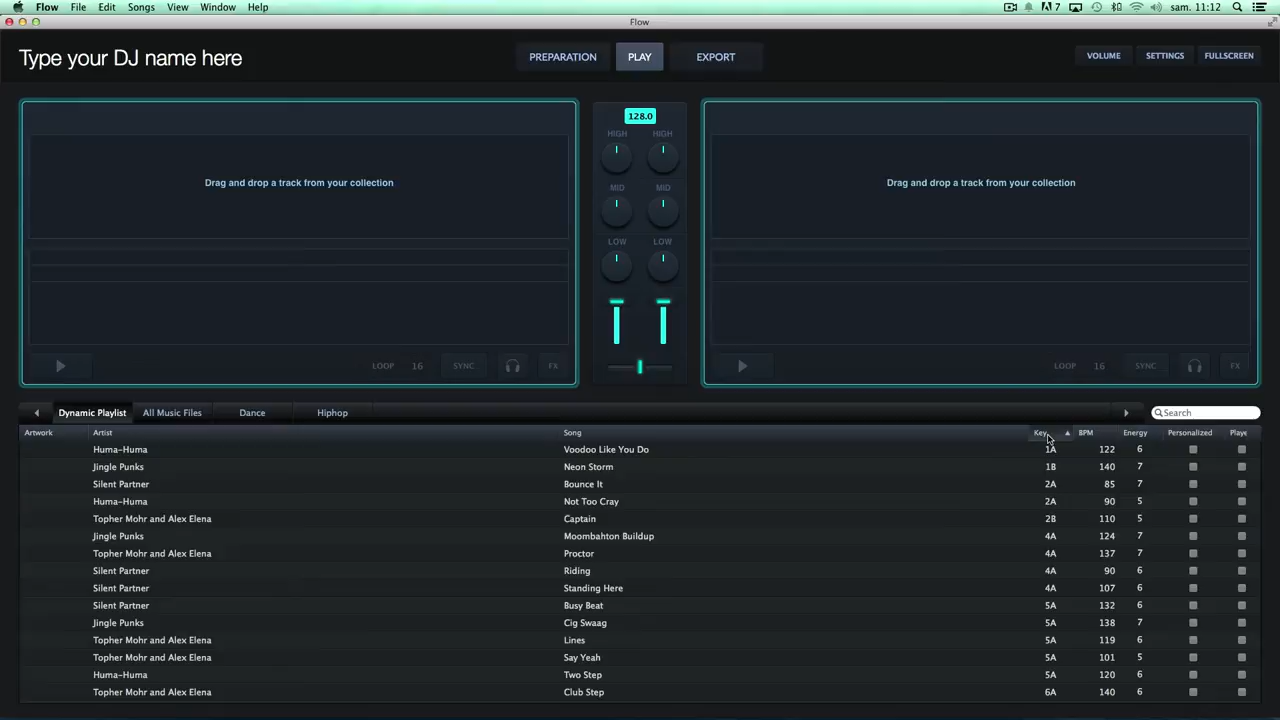 Flow File Edit Songs View Window Help 7 sam. 11:12
Flow
Type your DJ name here PREPARATION PLAY EXPORT VOLUME SETTINGS FULLSCREEN
128.0
HIGH HIGH
Drag and drop a track from your collection MID MID Drag and drop a track from your collection
LOW LOW
LOOP 16 SYNC FX LOOP 16 SYNC FX
Dynamic Playlist All Music Files Dance Hiphop Search
Artwork Artist Song Key BPM Energy Personalized Playe
Huma-Huma Voodoo Like You Do 1A 122 6
Jingle Punks Neon Storm 1B 140 7
Silent Partner Bounce It 2A 85 7
Huma-Huma Not Too Cray 2A 90 5
Topher Mohr and Alex Elena Captain 2B 110 5
Jingle Punks Moombahton Buildup 4A 124 7
Topher Mohr and Alex Elena Proctor 4A 137 7
Silent Partner Riding 4A 90 6
Silent Partner Standing Here 4A 107 6
Silent Partner Busy Beat 5A 132 6
Jingle Punks Cig Swaag 5A 138 7
Topher Mohr and Alex Elena Lines 5A 119 6
Topher Mohr and Alex Elena Say Yeah 5A 101 5
Huma-Huma Two Step 5A 120 6
Topher Mohr and Alex Elena Club Step 6A 140 6